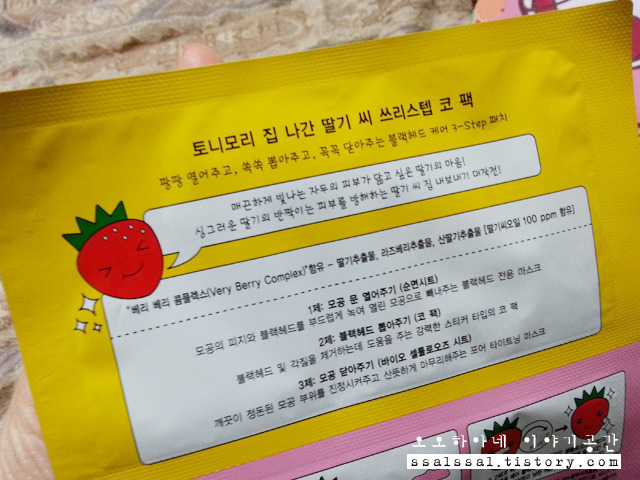 토니모리 집 나간 딸기 씨 쓰리스텝 코 팩
팡팡 열어주고, 쏙쏙 뽑아주고, 꼭꼭 닫아주는 블랙헤드 케어 3-Step 패치
매끈하게 빛나는 자두의 피부가 닮고 싶은 딸기의 마음!
싱그러운 딸기의 반짝이는 피부를 방해하는 딸기 씨 집 내보내기 대작전!
*베리 베리 콤플렉스(Very Berry Complex)*함유 - 딸기추출물, 라즈베리추출물, 산딸기추출물 [딸기씨오일 100 ppm 함유]
1제: 모공 문 열어주기 (순면시트)
모공의 피지와 블랙헤드를 부드럽게 녹여 열린 모공으로 빼내주는 블랙헤드 전용 마스크
2제: 블랙헤드 뽑아주기 (코 팩)
블랙헤드 및 각질을 제거하는데 도움을 주는 강력한 스티커 타입의 코 팩
3제: 모공 닫아주기 (바이오 셀룰로오즈 시트)
깨끗이 정돈된 모공 부위를 진정시켜주고 산뜻하게 마무리해주는 포어 타이트닝 마스크
오오하아네 이야기공간
ssalssal.tistory.com